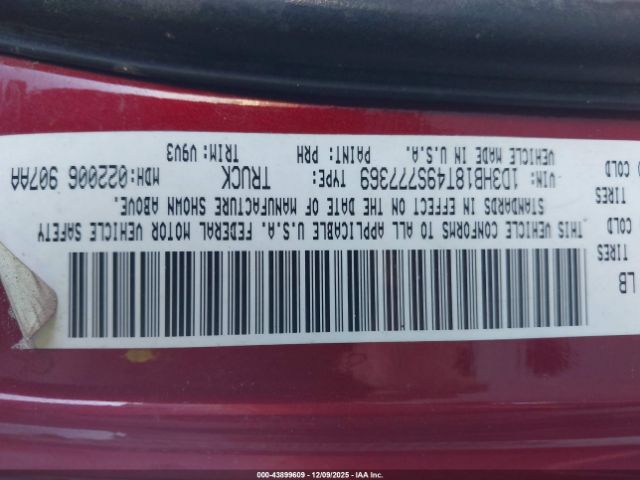 LB
TIRES
COLD
TIRES
COLD
THIS VEHICLE CONFORMS TO ALL APPLICABLE U.S.A. FEDERAL MOTOR VEHICLE SAFETY
STANDARDS IN EFFECT ON THE DATE OF MANUFACTURE SHOWN ABOVE.
VIN: 1D3HB18T49S777369 TYPE: TRUCK MDH:022006 907AA
VEHICLE MADE IN U.S.A. PAINT: PRH TRIM: V9V3
000-43899609 - 12/09/2025 - IAA, Inc.